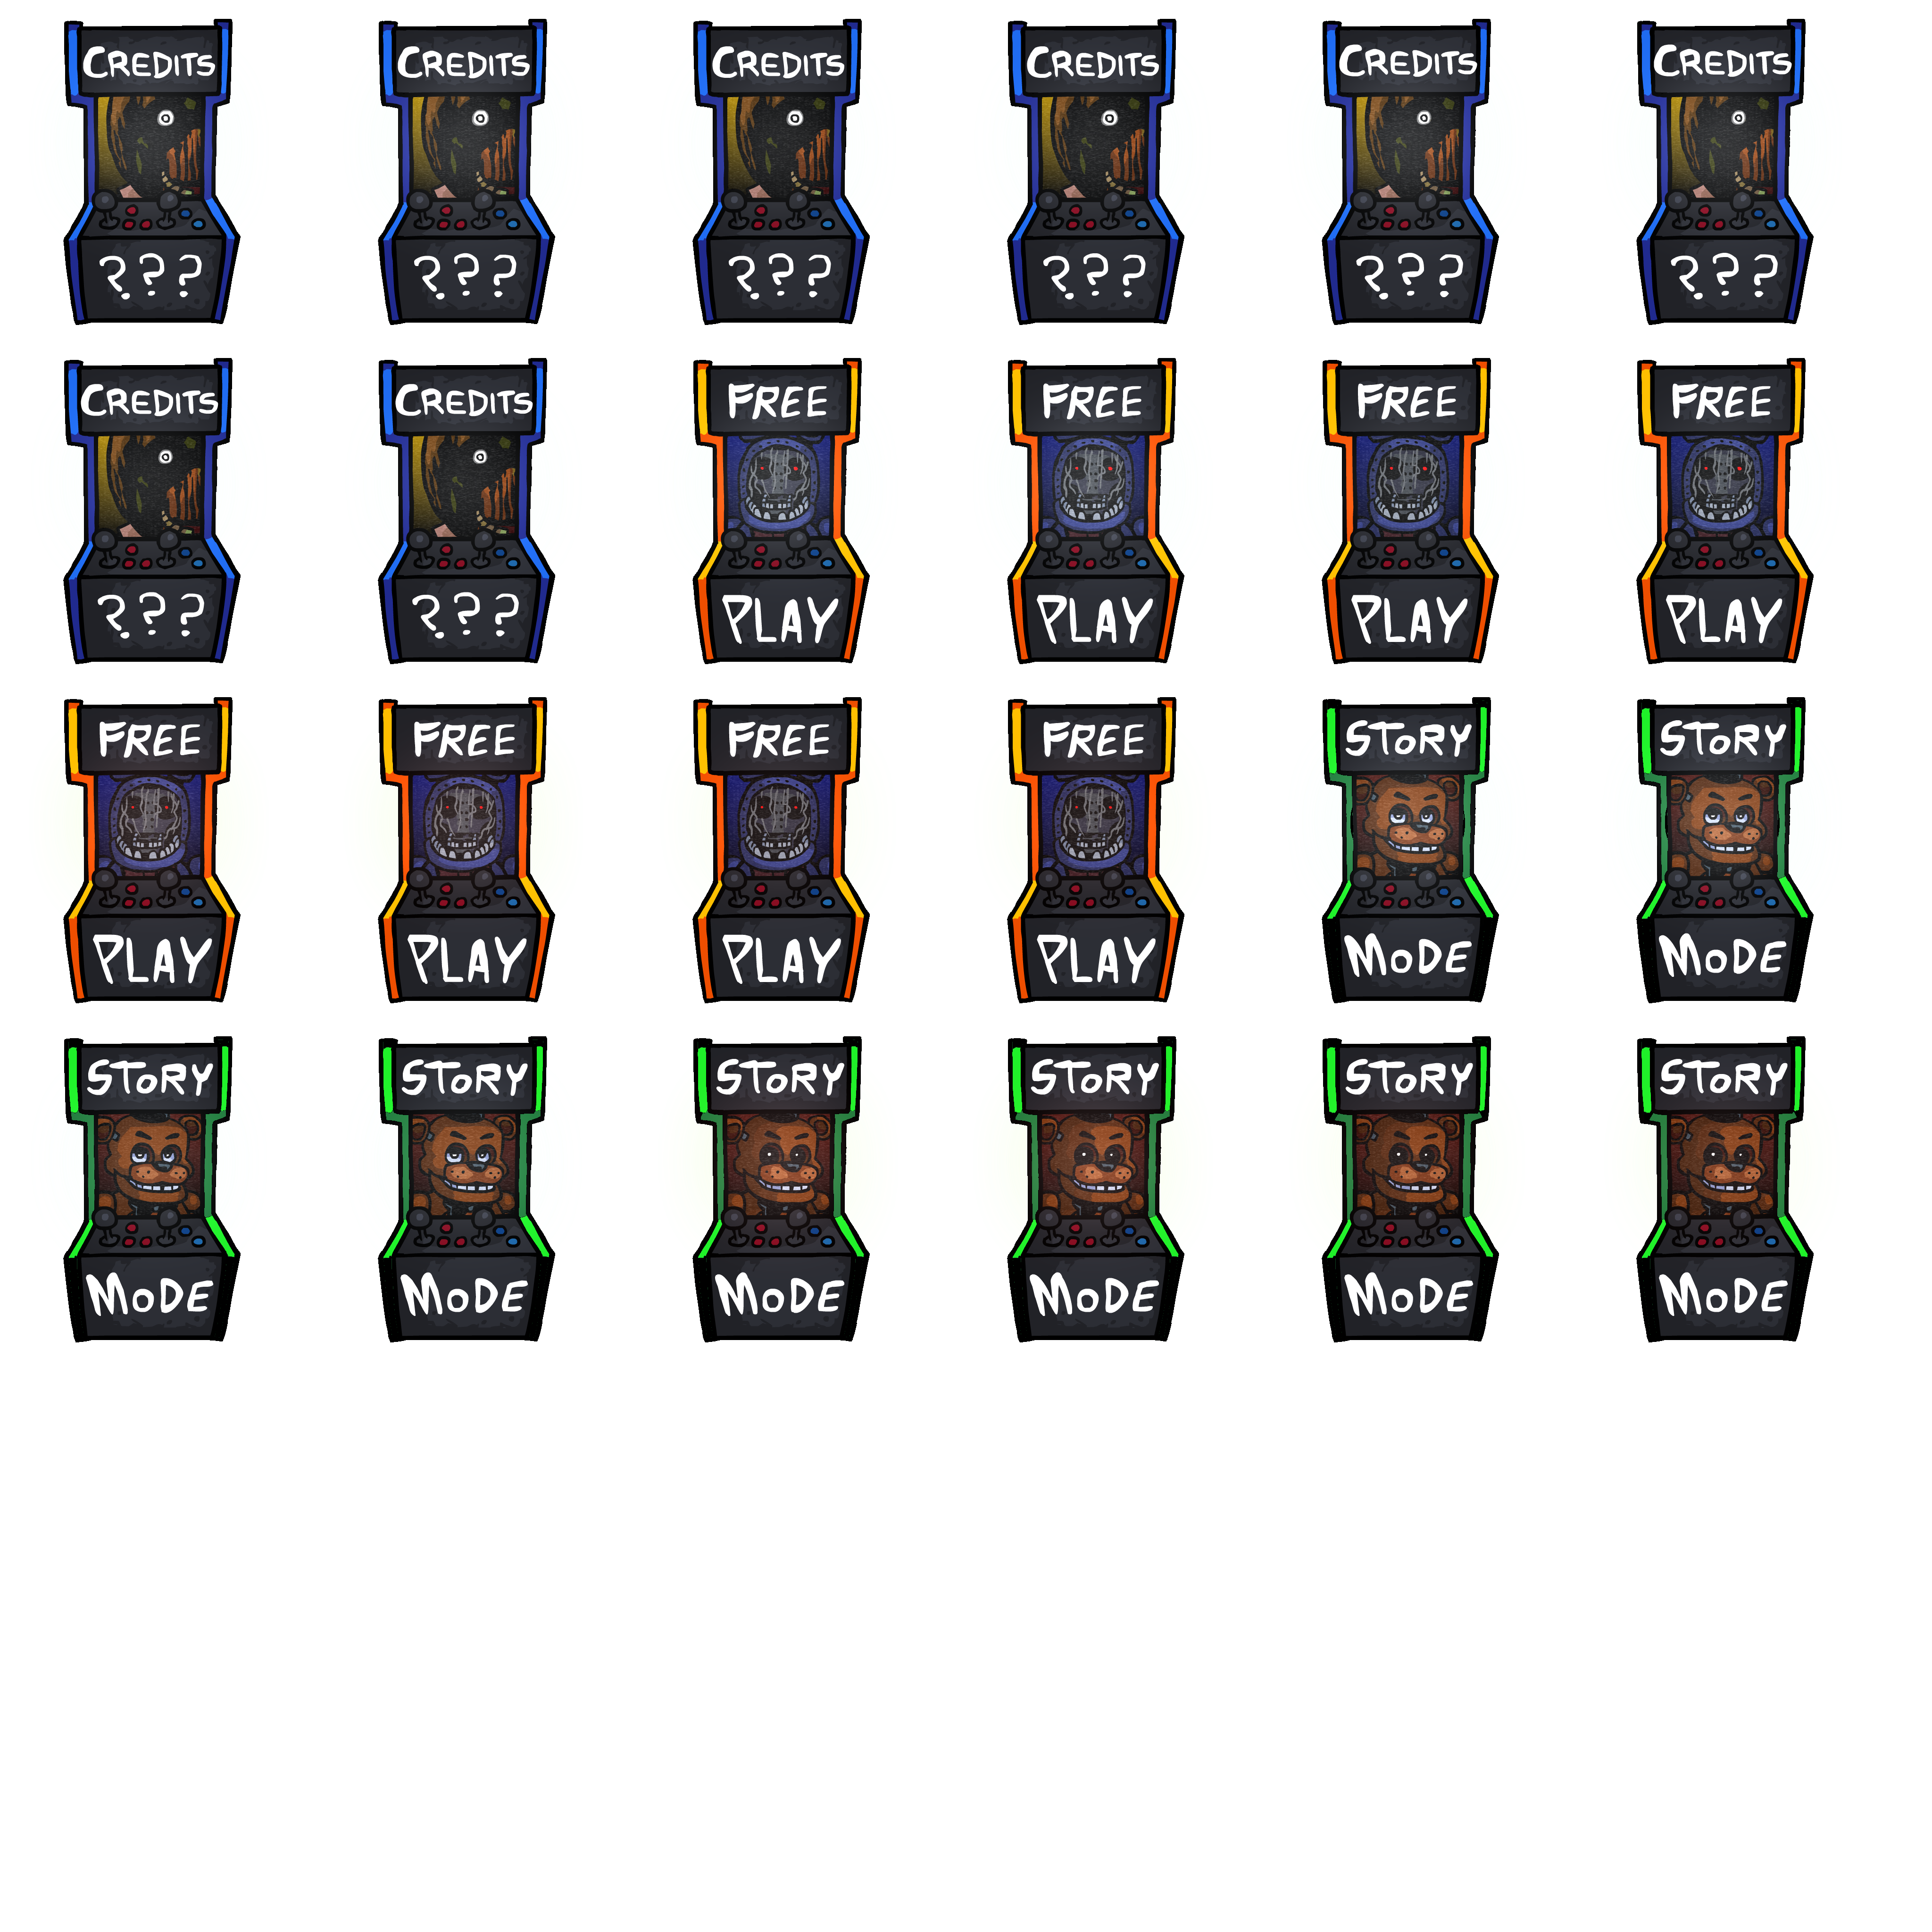 CREDITS CREDITS CREDITS CREDITS CREDITS CREDITS
??? ??? ??? ??? ??? ???
CREDITS CREDITS FREE FREE FREE FREE
??? ??? PLAY PLAY PLAY PLAY
FREE FREE FREE FREE STORY STORY
PLAY PLAY PLAY PLAY MODE MODE
STORY STORY STORY STORY STORY STORY
MODE MODE MODE MODE MODE MODE